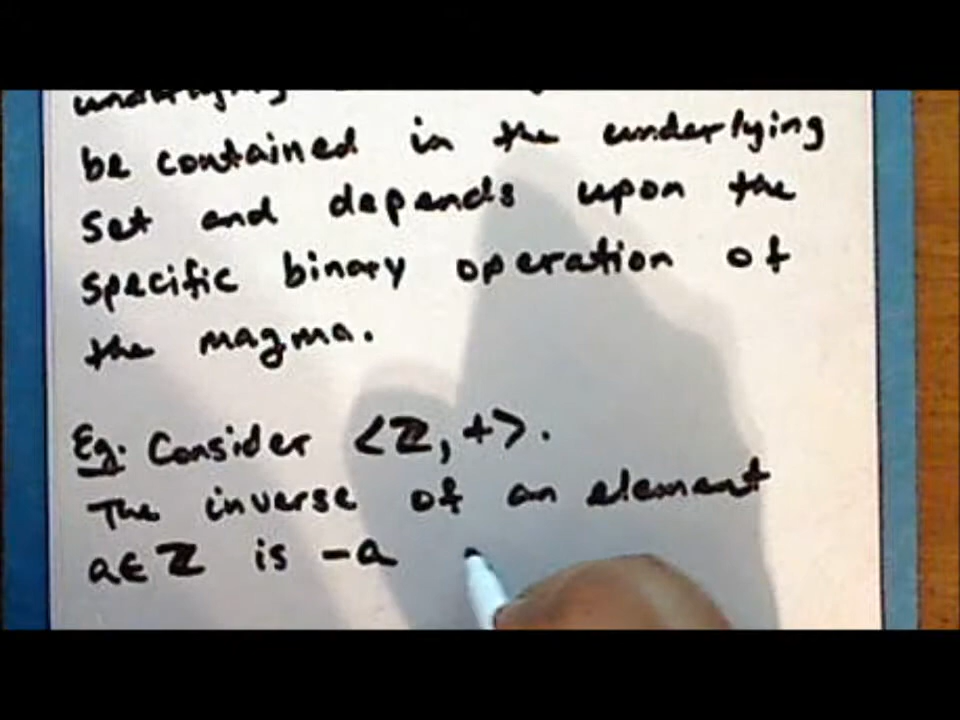 underlying
be contained in the underlying
set and depends upon the
specific binary operation of
the magma.
Eg. Consider <ℤ, +>.
The inverse of an element
a∈ℤ is -a